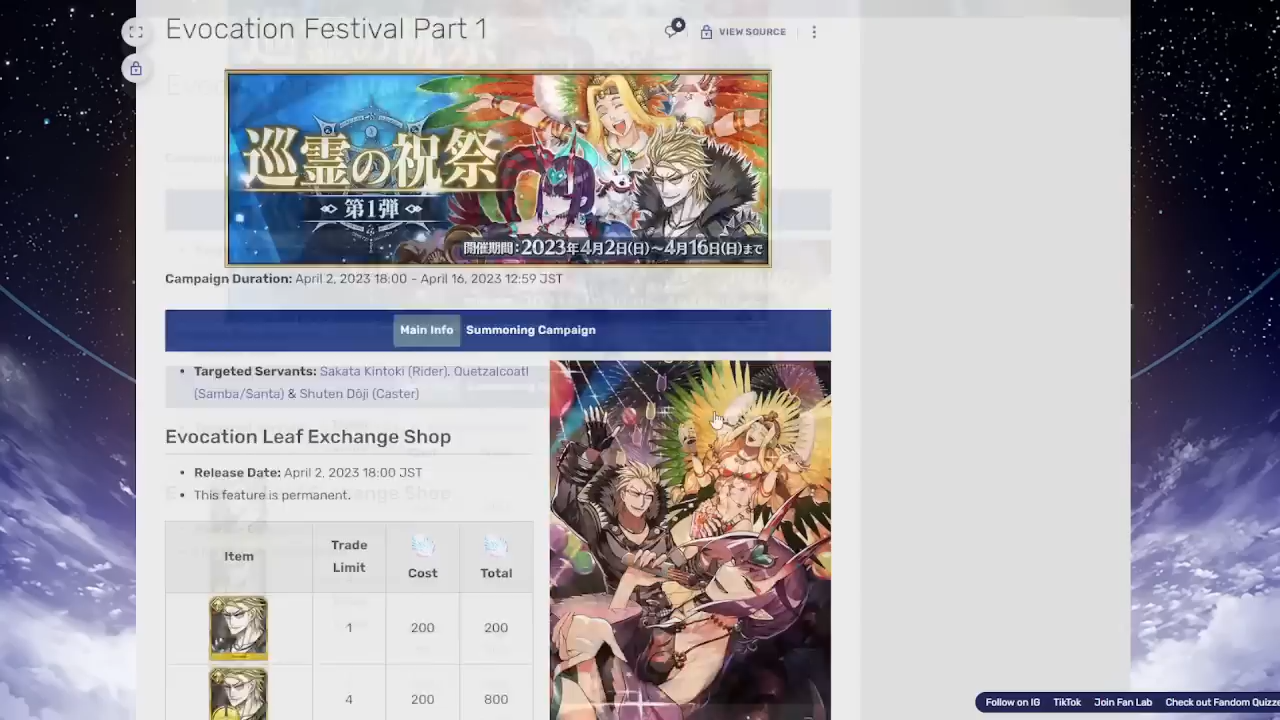 Evocation Festival Part 1
VIEW SOURCE
巡霊の祝祭
第1弾
開催期間:2023年4月2日(日)~4月16日(日)まで
Campaign Duration: April 2, 2023 18:00 - April 16, 2023 12:59 JST
Main Info
Summoning Campaign
• Targeted Servants: Sakata Kintoki (Rider), Quetzalcoatl
(Samba/Santa) & Shuten Dōji (Caster)
Evocation Leaf Exchange Shop
• Release Date: April 2, 2023 18:00 JST
• This feature is permanent.
Item
Trade
Limit
Cost
Total
1
200
200
4
200
800
Follow on IG
TikTok
Join Fan Lab
Check out Fandom Quizze